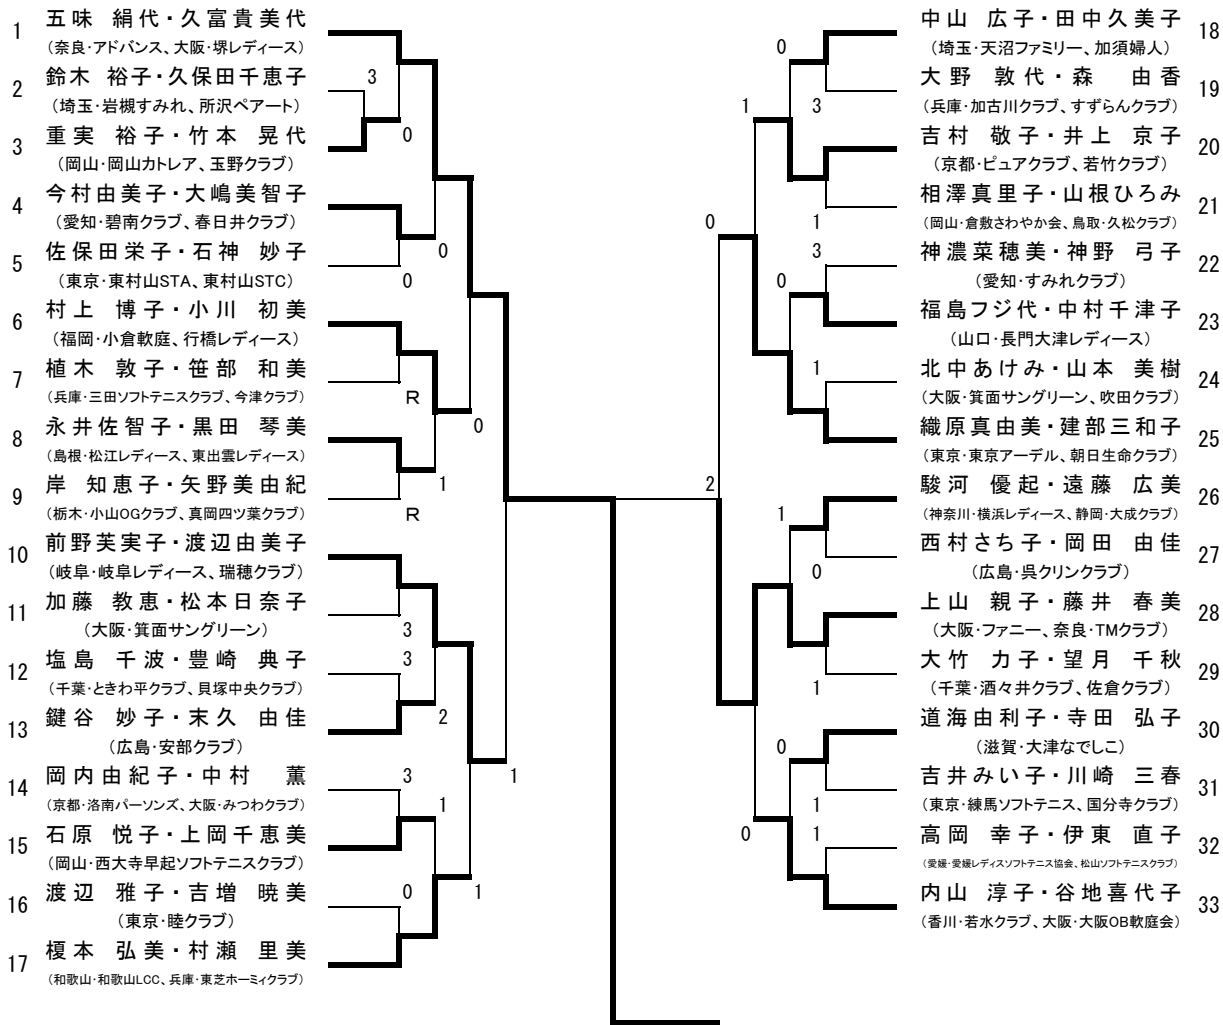 1 五味 絹代・久富貴美代
(奈良・アドバンス、大阪・堺レディース)
2 鈴木 裕子・久保田千恵子
(埼玉・岩槻すみれ、所沢ペアート)
3 重実 裕子・竹本 晃代
(岡山・岡山カトレア、玉野クラブ)
4 今村由美子・大嶋美智子
(愛知・碧南クラブ、春日井クラブ)
5 佐保田栄子・石神 妙子
(東京・東村山STA、東村山STC)
6 村上 博子・小川 初美
(福岡・小倉軟庭、行橋レディース)
7 植木 敦子・笹部 和美
(兵庫・三田ソフトテニスクラブ、今津クラブ)
8 永井佐智子・黒田 琴美
(島根・松江レディース、東出雲レディース)
9 岸 知恵子・矢野美由紀
(栃木・小山OGクラブ、真岡四ツ葉クラブ)
10 前野芙実子・渡辺由美子
(岐阜・岐阜レディース、瑞穂クラブ)
11 加藤 教恵・松本日奈子
(大阪・箕面サングリーン)
12 塩島 千波・豊崎 典子
(千葉・ときわ平クラブ、貝塚中央クラブ)
13 鍵谷 妙子・末久 由佳
(広島・安部クラブ)
14 岡内由紀子・中村 薫
(京都・洛南パーソンズ、大阪・みつわクラブ)
15 石原 悦子・上岡千恵美
(岡山・西大寺早起ソフトテニスクラブ)
16 渡辺 雅子・吉増 暁美
(東京・睦クラブ)
17 榎本 弘美・村瀬 里美
(和歌山・和歌山LCC、兵庫・東芝ホーミィクラブ)
3
0
0
0
R
0
1
R
3
3
2
1
3
1
0
1
0
1
3
1
0
3
0
1
2
1
0
1
0
1
0
1
中山 広子・田中久美子 18
(埼玉・天沼ファミリー、加須婦人)
大野 敦代・森 由香 19
(兵庫・加古川クラブ、すずらんクラブ)
吉村 敬子・井上 京子 20
(京都・ピュアクラブ、若竹クラブ)
相澤真里子・山根ひろみ 21
(岡山・倉敷さわやか会、鳥取・久松クラブ)
神濃菜穂美・神野 弓子 22
(愛知・すみれクラブ)
福島フジ代・中村千津子 23
(山口・長門大津レディース)
北中あけみ・山本 美樹 24
(大阪・箕面サングリーン、吹田クラブ)
織原真由美・建部三和子 25
(東京・東京アーデル、朝日生命クラブ)
駿河 優起・遠藤 広美 26
(神奈川・横浜レディース、静岡・大成クラブ)
西村さち子・岡田 由佳 27
(広島・呉クリンクラブ)
上山 親子・藤井 春美 28
(大阪・ファニー、奈良・TMクラブ)
大竹 力子・望月 千秋 29
(千葉・酒々井クラブ、佐倉クラブ)
道海由利子・寺田 弘子 30
(滋賀・大津なでしこ)
吉井みい子・川崎 三春 31
(東京・練馬ソフトテニス、国分寺クラブ)
高岡 幸子・伊東 直子 32
(愛媛・愛媛レディスソフトテニス協会、松山ソフトテニスクラブ)
内山 淳子・谷地喜代子 33
(香川・若水クラブ、大阪・大阪OB軟庭会)